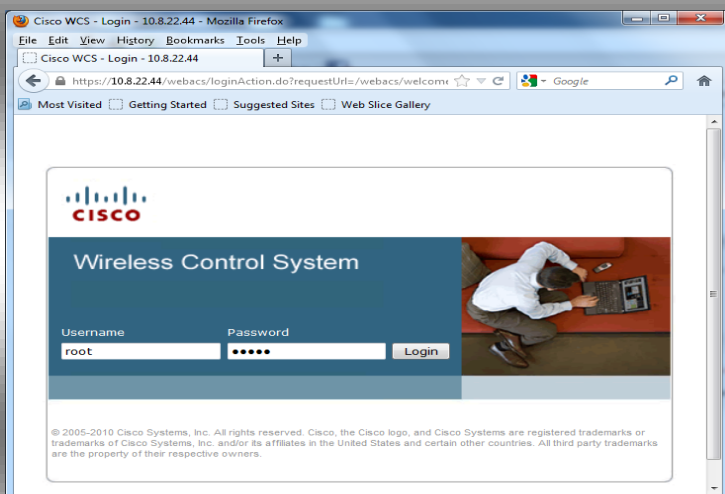 Cisco WCS - Login - 10.8.22.44 - Mozilla Firefox
File Edit View History Bookmarks Tools Help
Cisco WCS - Login - 10.8.22.44
https://10.8.22.44/webacs/loginAction.do?requestUrl=/webacs/welcome
Google
Most Visited Getting Started Suggested Sites Web Slice Gallery
CISCO
Wireless Control System
Username Password
root Login
© 2005-2010 Cisco Systems, Inc. All rights reserved. Cisco, the Cisco logo, and Cisco Systems are registered trademarks or
trademarks of Cisco Systems, Inc. and/or its affiliates in the United States and certain other countries. All third party trademarks
are the property of their respective owners.